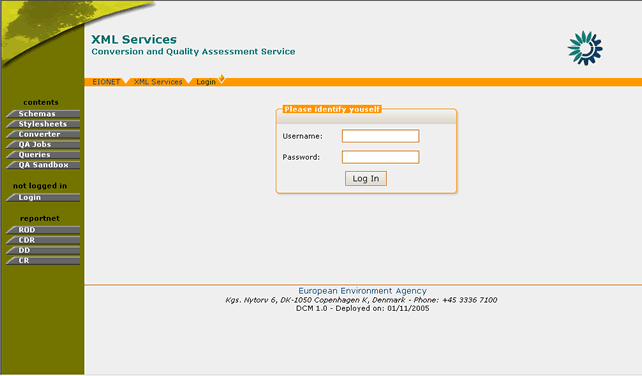 XML Services
Conversion and Quality Assessment Service
EIONET XML Services Login
contents
Schemas
Stylesheets
Converter
QA Jobs
Queries
QA Sandbox
not logged in
Login
reportnet
ROD
CDR
DD
CR
Please identify youself
Username:
Password:
Log In
European Environment Agency
Kgs. Nytorv 6, DK-1050 Copenhagen K, Denmark - Phone: +45 3336 7100
DCM 1.0 - Deployed on: 01/11/2005